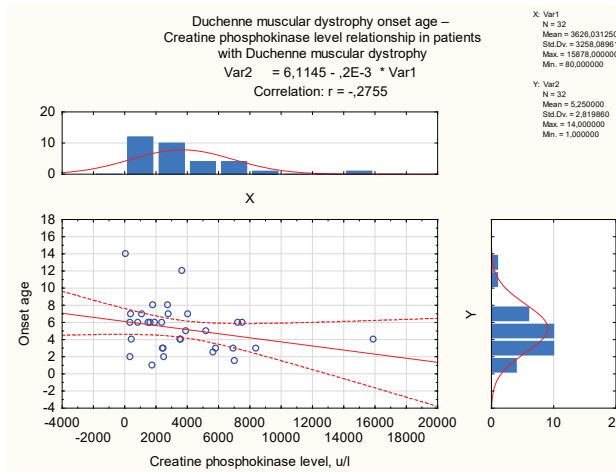 Duchenne muscular dystrophy onset age –
Creatine phosphokinase level relationship in patients
with Duchenne muscular dystrophy
Var2 = 6,1145 - ,2E-3 * Var1
Correlation: r = -,2755
X: Var1
N = 32
Mean = 3626,031250
Std.Dv. = 3258,08961
Max. = 15878,000000
Min. = 80,000000
Y: Var2
N = 32
Mean = 5,250000
Std.Dv. = 2,819860
Max. = 14,000000
Min. = 1,000000
20
10
0
X
18
16
14
12
10
8
6
4
2
0
-2
-4
Onset age
Y
-4000 0 4000 8000 12000 16000 20000
-2000 2000 6000 10000 14000 18000
0 10
Creatine phosphokinase level, u/l